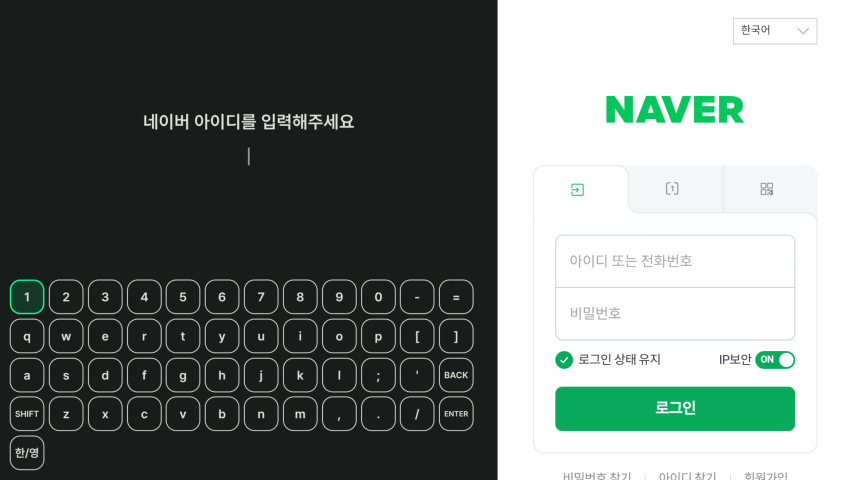 네이버 아이디를 입력해주세요
1 2 3 4 5 6 7 8 9 0 - =
q w e r t y u i o p [ ]
a s d f g h j k l ; ' BACK
SHIFT z x c v b n m , . / ENTER
한/영
한국어
NAVER
아이디 또는 전화번호
비밀번호
로그인 상태 유지 IP보안 ON
로그인
비밀번호 찾기 | 아이디 찾기 | 회원가입